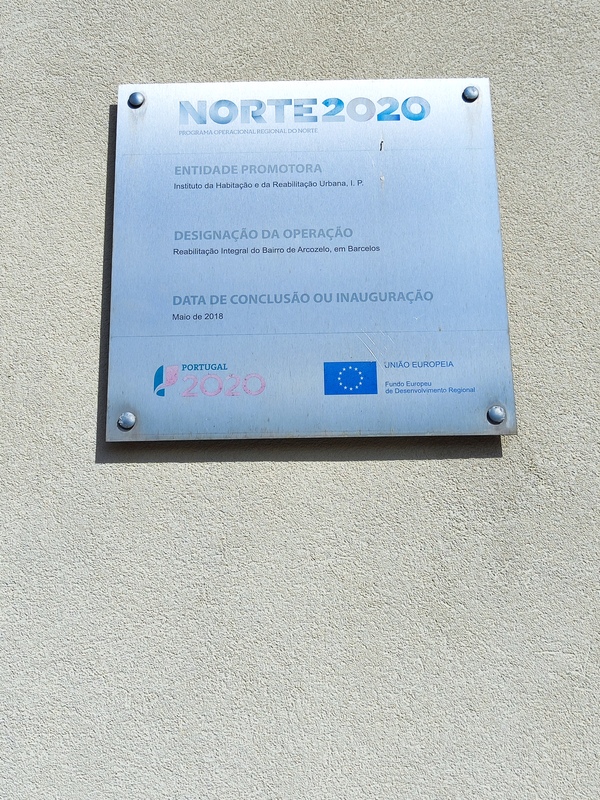 NORTE2020
PROGRAMA OPERACIONAL REGIONAL DO NORTE
ENTIDADE PROMOTORA
Instituto da Habitação e da Reabilitação Urbana, I. P.
DESIGNAÇÃO DA OPERAÇÃO
Reabilitação Integral do Bairro de Arcozelo, em Barcelos
DATA DE CONCLUSÃO OU INAUGURAÇÃO
Maio de 2018
PORTUGAL
2020
UNIÃO EUROPEIA
Fundo Europeu
de Desenvolvimento Regional